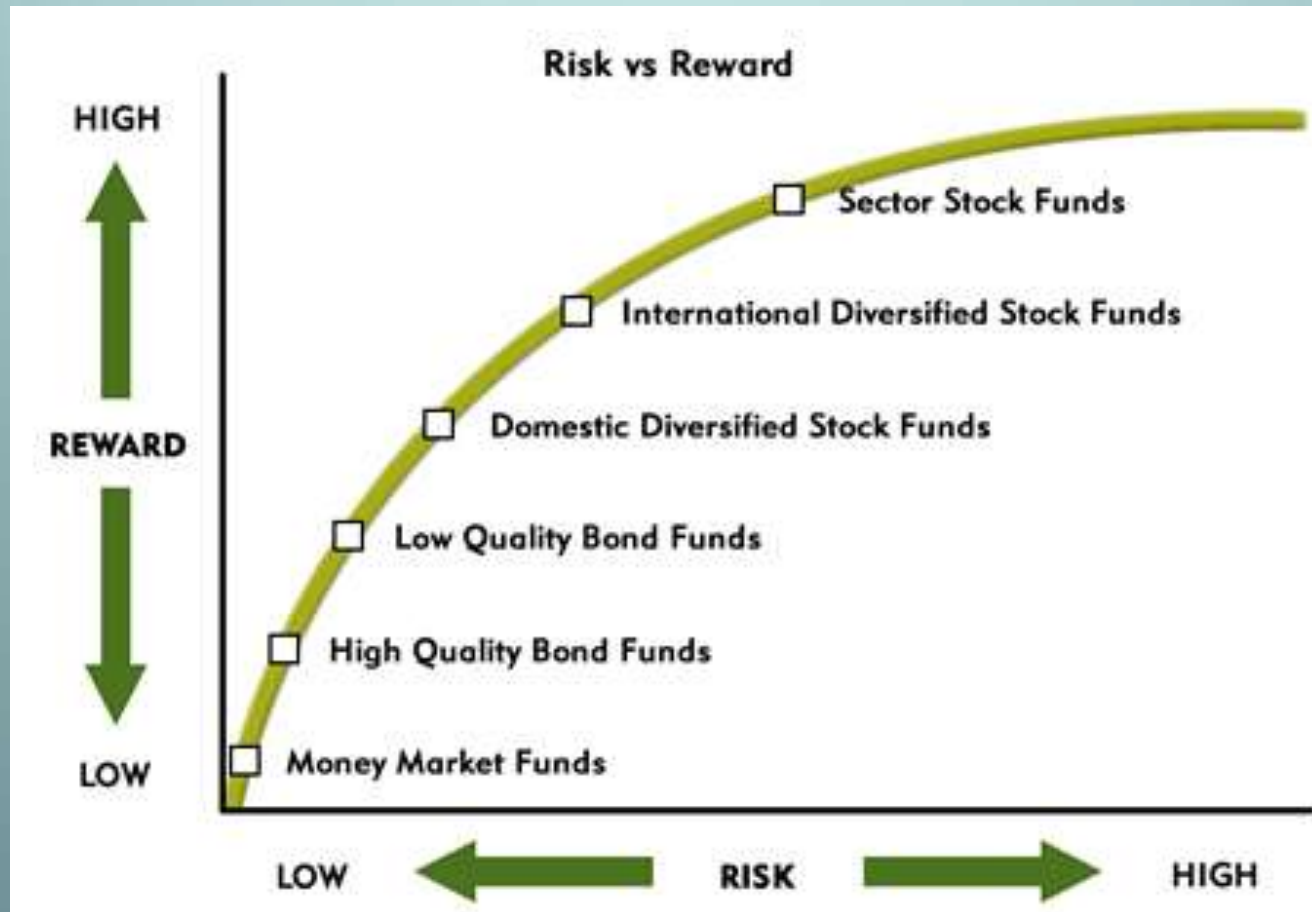 Risk vs Reward
HIGH
Sector Stock Funds
International Diversified Stock Funds
Domestic Diversified Stock Funds
REWARD
Low Quality Bond Funds
High Quality Bond Funds
Money Market Funds
LOW
LOW RISK HIGH